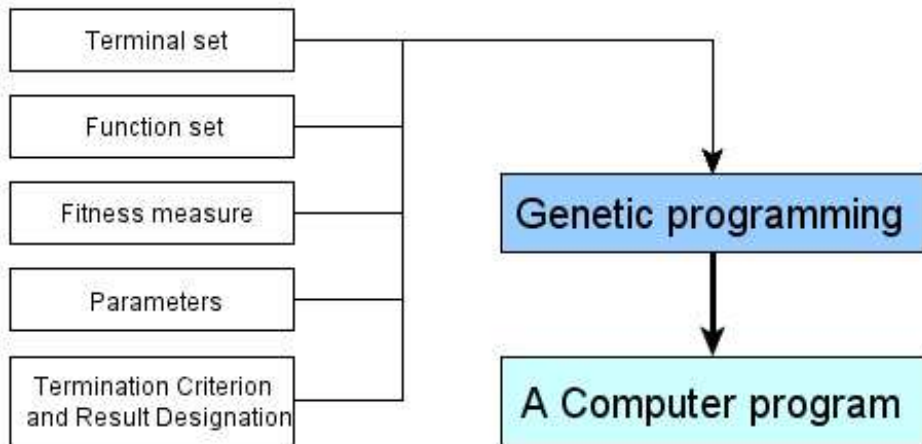 Terminal set
Function set
Fitness measure
Parameters
Termination Criterion
and Result Designation
Genetic programming
A Computer program